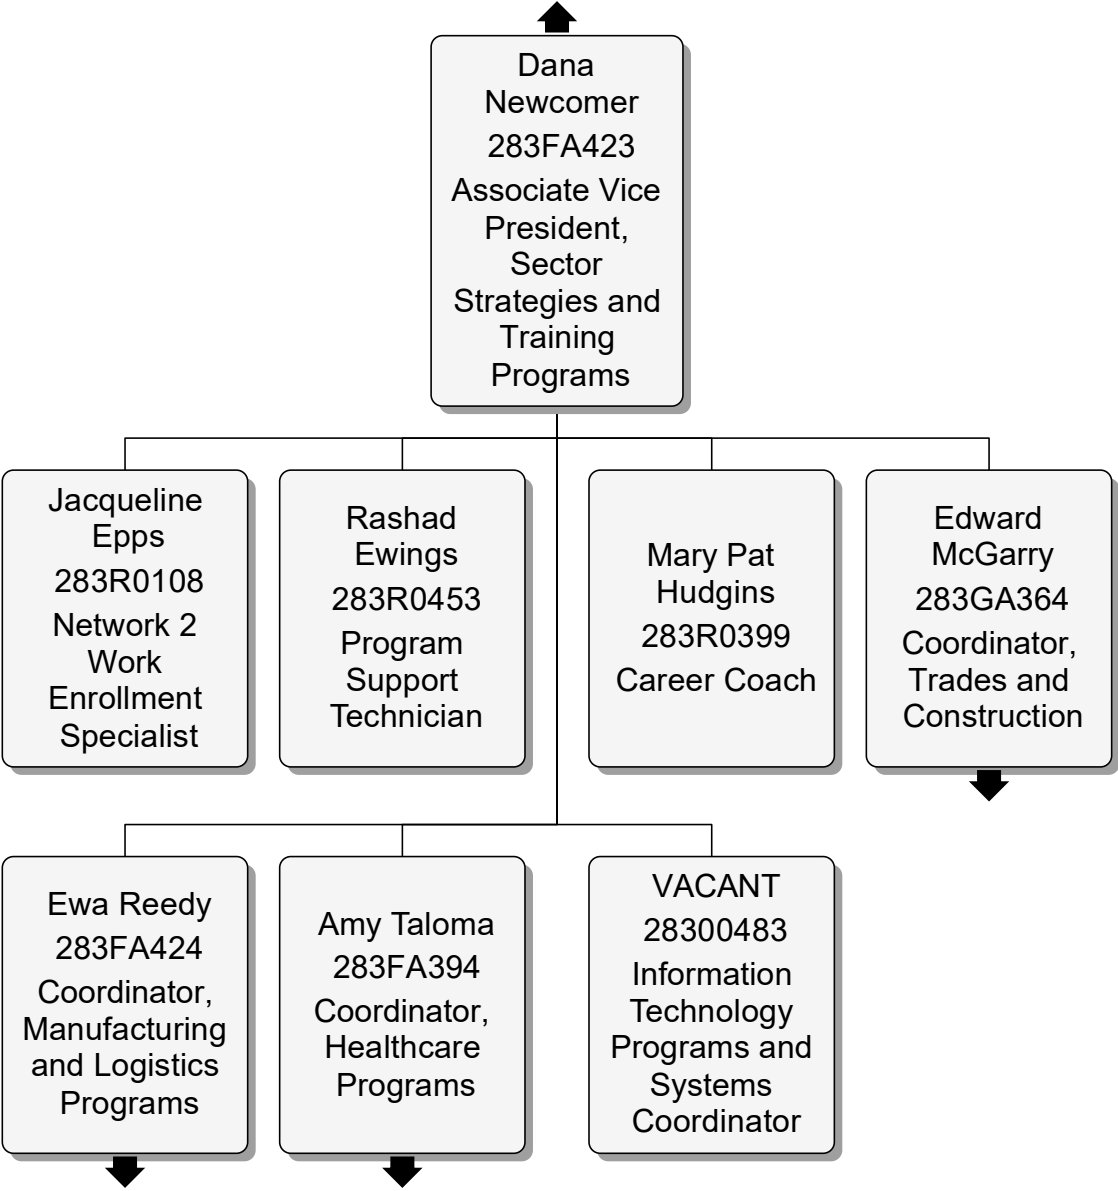 Dana
Newcomer
283FA423
Associate Vice
President,
Sector
Strategies and
Training
Programs
Jacqueline
Epps
283R0108
Network 2
Work
Enrollment
Specialist
Rashad
Ewings
283R0453
Program
Support
Technician
Mary Pat
Hudgins
283R0399
Career Coach
Edward
McGarry
283GA364
Coordinator,
Trades and
Construction
Ewa Reedy
283FA424
Coordinator,
Manufacturing
and Logistics
Programs
Amy Taloma
283FA394
Coordinator,
Healthcare
Programs
VACANT
28300483
Information
Technology
Programs and
Systems
Coordinator